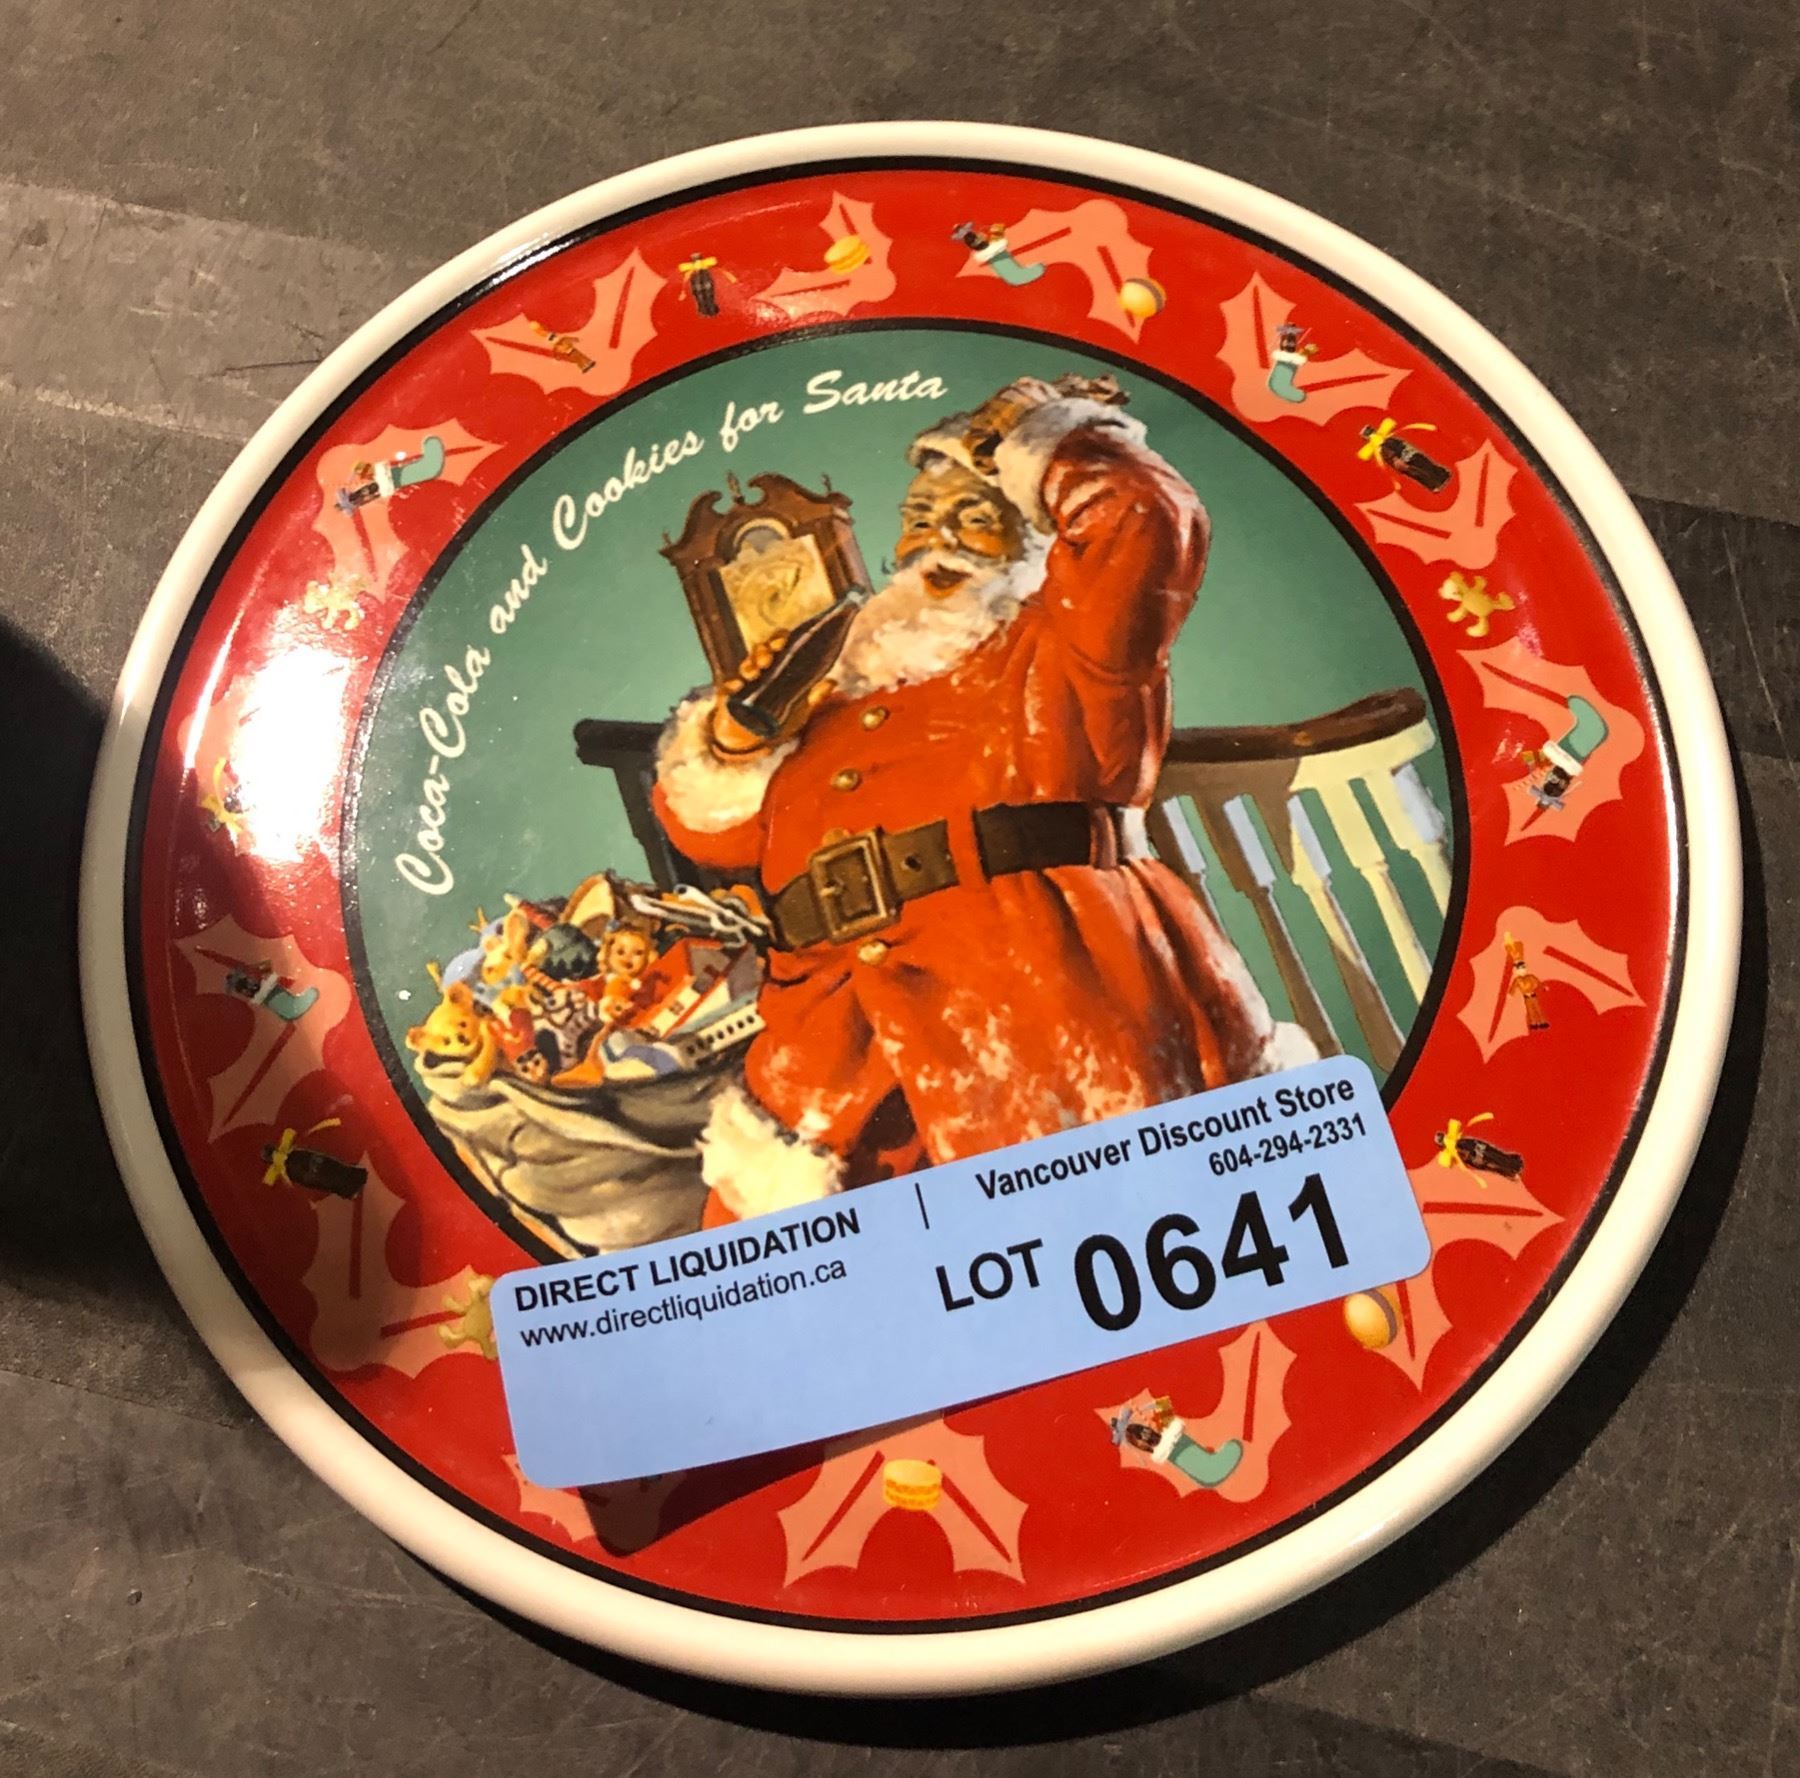 Coca-Cola and Cookies for Santa
DIRECT LIQUIDATION | Vancouver Discount Store
www.directliquidation.ca
604-294-2331
LOT 0641